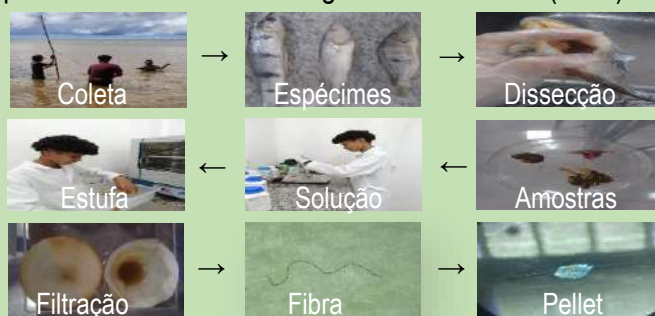 Coleta → Espécimes → Dissecção
Estufa ← Solução ← Amostras
Filtração → Fibra → Pellet